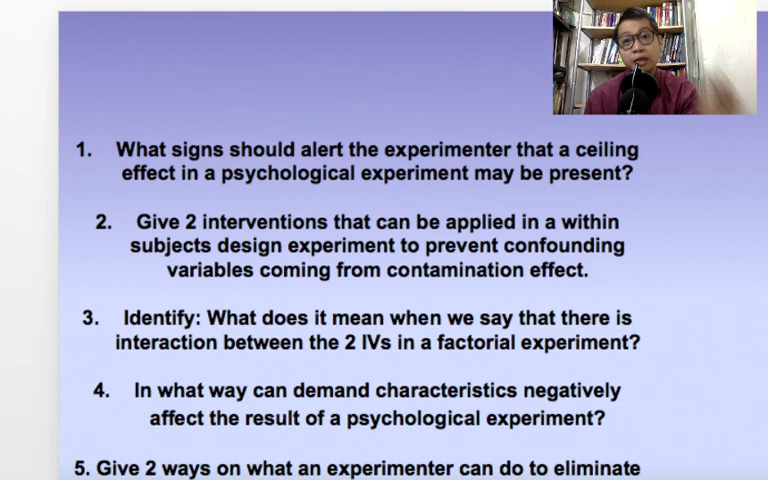 1. What signs should alert the experimenter that a ceiling
effect in a psychological experiment may be present?
2. Give 2 interventions that can be applied in a within
subjects design experiment to prevent confounding
variables coming from contamination effect.
3. Identify: What does it mean when we say that there is
interaction between the 2 IVs in a factorial experiment?
4. In what way can demand characteristics negatively
affect the result of a psychological experiment?
5. Give 2 ways on what an experimenter can do to eliminate